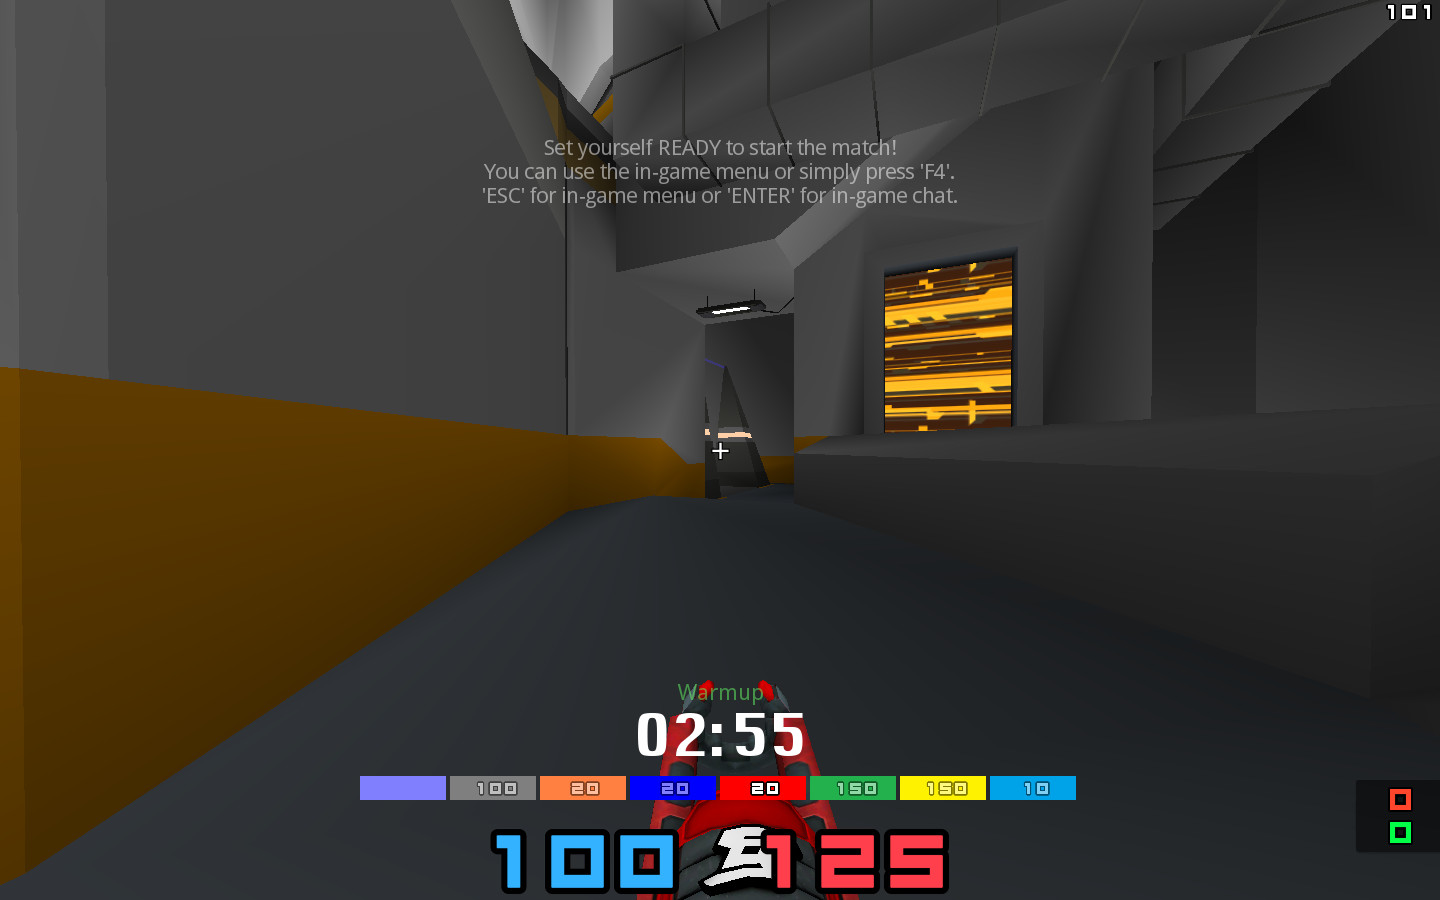 101
Set yourself READY to start the match!
You can use the in-game menu or simply press 'F4'.
'ESC' for in-game menu or 'ENTER' for in-game chat.
Warmup
02:55
100 20 20 20 150 150 10
0
0
100 125